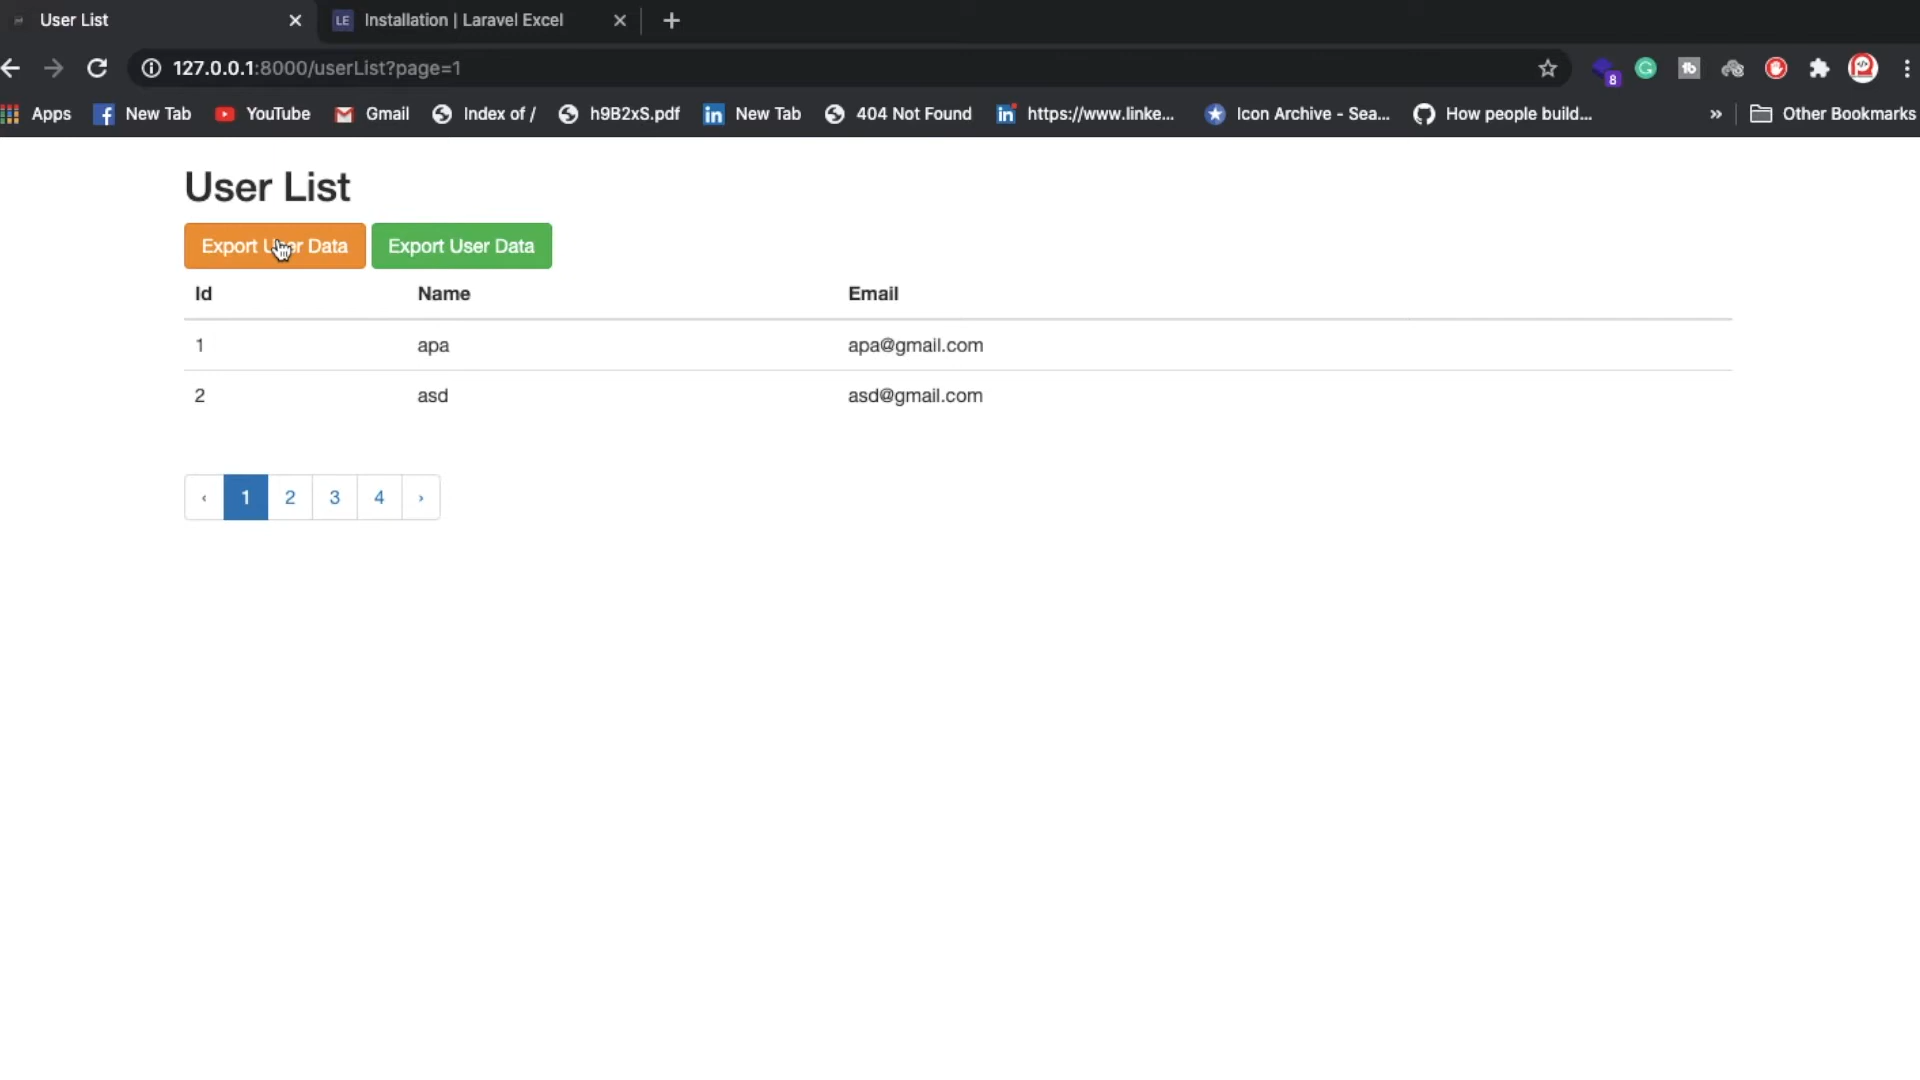 User List
LE Installation | Laravel Excel
127.0.0.1:8000/userList?page=1
8
Apps New Tab YouTube Gmail Index of / h9B2xS.pdf New Tab 404 Not Found https://www.linke... Icon Archive - Sea... How people build... » Other Bookmarks
User List
Export User Data Export User Data
Id Name Email
1 apa apa@gmail.com
2 asd asd@gmail.com
‹ 1 2 3 4 ›